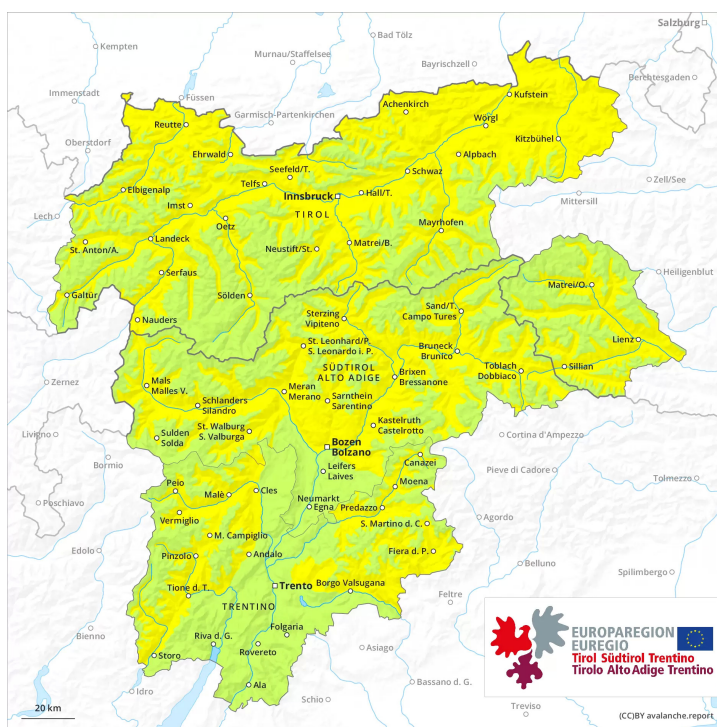 Salzburg
Bad Tölz
Kempten
Murnau/Staffelsee
Bayrischzell
Berchtesgaden
Immenstadt
Füssen
Kufstein
Achenkirch
Garmisch-Partenkirchen
Reutte
Wörgl
Oberstdorf
Kitzbühel
Ehrwald
Alpbach
Seefeld/T.
Schwaz
Telfs
Zell/See
Elbigenalp
Innsbruck
Hall/T.
Mittersill
Imst
TIROL
Lech
Oetz
Mayrhofen
Landeck
Matrei/B.
St. Anton/A.
Neustift/St.
Serfaus
Heiligenblut
Matrei/O.
Galtür
Sölden
Sand/T.
Campo Tures
Nauders
Sterzing
Vipiteno
Lienz
St. Leonhard/P.
S. Leonardo i. P.
Bruneck
Brunico
Sillian
SÜDTIROL
ALTO ADIGE
Toblach
Dobbiaco
Zernez
Mals
Malles V.
Meran
Merano
Brixen
Bressanone
Schlanders
Silandro
Sarnthein
Sarentino
St. Walburg
S. Valburga
Kastelruth
Castelrotto
Livigno
Sulden
Solda
Bozen
Bolzano
Cortina d'Ampezzo
Bormio
Canazei
Leifers
Laives
Pieve di Cadore
Tolmezzo
Peio
Moena
Malè
Cles
Poschiavo
Neumarkt
Egna
Predazzo
Vermiglio
Agordo
S. Martino d. C.
M. Campiglio
Edolo
Pinzolo
Andalo
Fiera d. P.
Belluno
Spilimbergo
Trento
Tione d. T.
Borgo Valsugana
Feltre
TRENTINO
Bienno
Folgaria
Riva d. G.
Rovereto
Asiago
Storo
Bassano d. G.
Ala
Idro
Schio
Treviso
EUROPAREGION
EUREGIO
Tirol Südtirol Trentino
Tirolo Alto Adige Trentino
20 km
(CC)BY avalanche.report